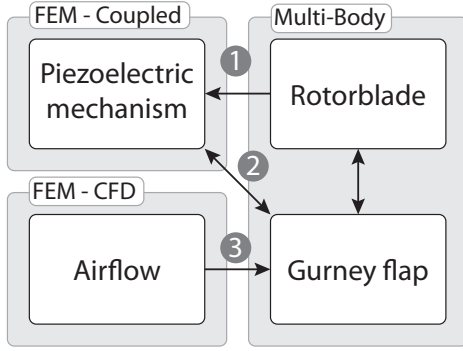 FEM - Coupled
Multi-Body
Piezoelectric
mechanism
1
Rotorblade
2
FEM - CFD
3
Airflow
Gurney flap